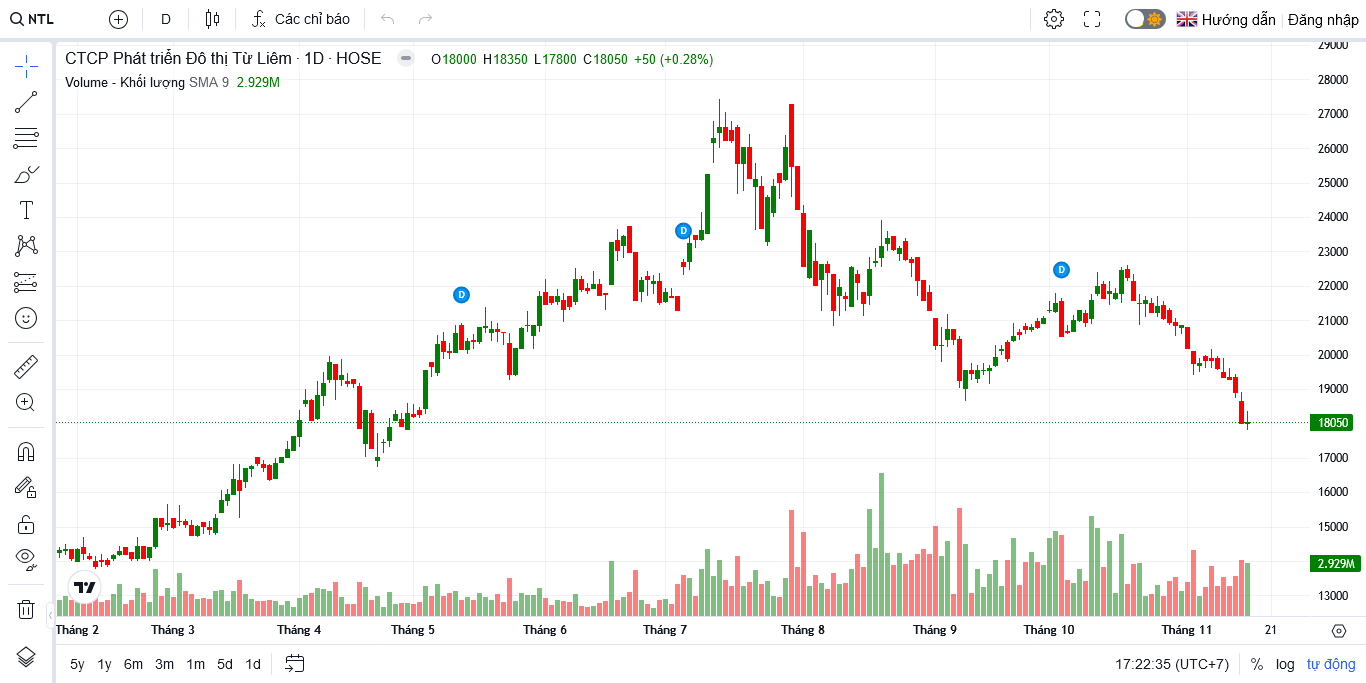 NTL D Các chỉ báo Hướng dẫn Đăng nhập
CTCP Phát triển Đô thị Từ Liêm · 1D · HOSE O18000 H18350 L17800 C18050 +50 (+0.28%)
Volume - Khối lượng SMA 9 2.929M
29000
28000
27000
26000
25000
24000
23000
22000
21000
20000
19000
18050
17000
16000
15000
2.929M
13000
D
D
D
Tháng 2 Tháng 3 Tháng 4 Tháng 5 Tháng 6 Tháng 7 Tháng 8 Tháng 9 Tháng 10 Tháng 11 21
5y 1y 6m 3m 1m 5d 1d 17:22:35 (UTC+7) % log tự động